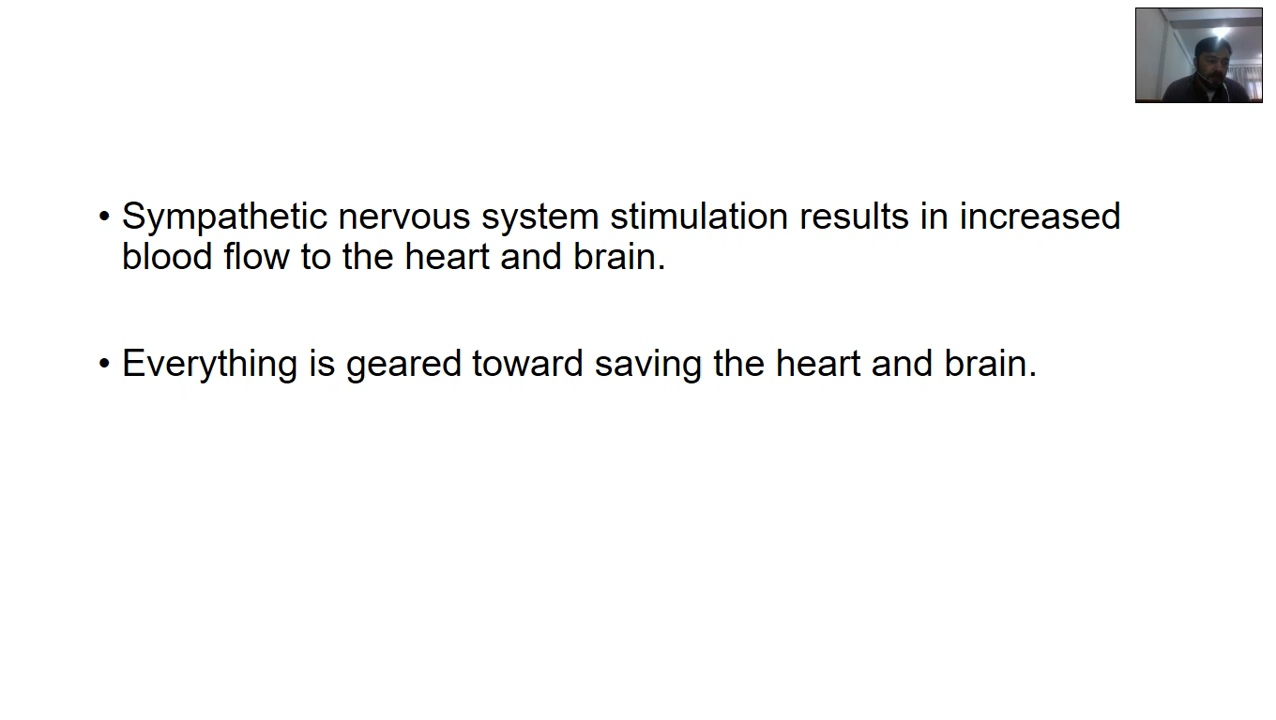 • Sympathetic nervous system stimulation results in increased
blood flow to the heart and brain.
• Everything is geared toward saving the heart and brain.